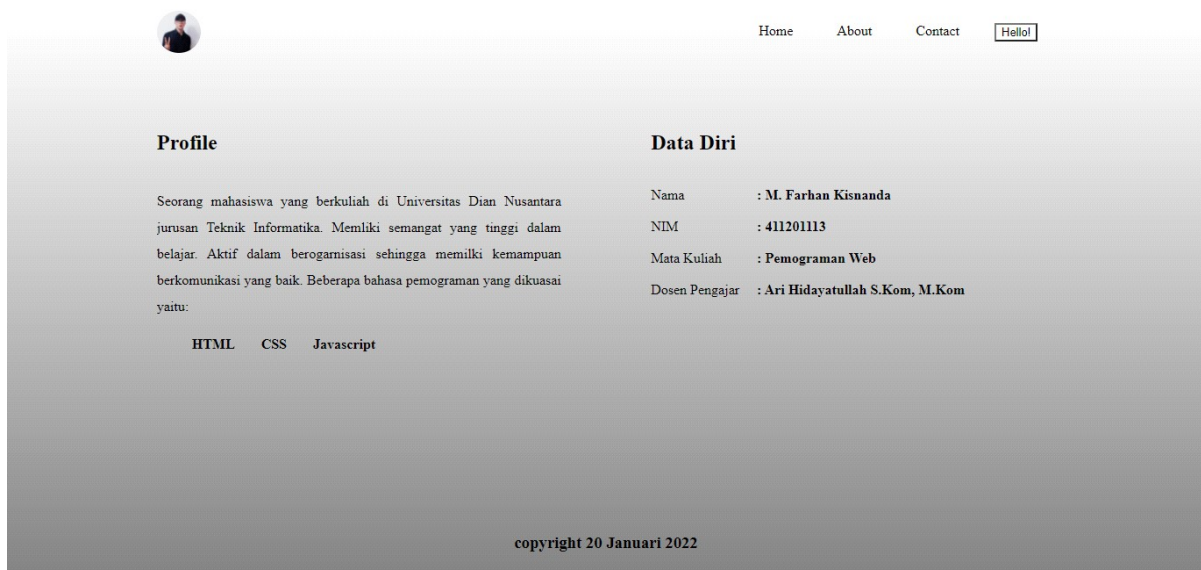 Home About Contact Hello!
Profile
Seorang mahasiswa yang berkuliah di Universitas Dian Nusantara
jurusan Teknik Informatika. Memliki semangat yang tinggi dalam
belajar. Aktif dalam berogarnisasi sehingga memilki kemampuan
berkomunikasi yang baik. Beberapa bahasa pemograman yang dikuasai
yaitu:
HTML CSS Javascript
Data Diri
Nama : M. Farhan Kisnanda
NIM : 411201113
Mata Kuliah : Pemograman Web
Dosen Pengajar : Ari Hidayatullah S.Kom, M.Kom
copyright 20 Januari 2022